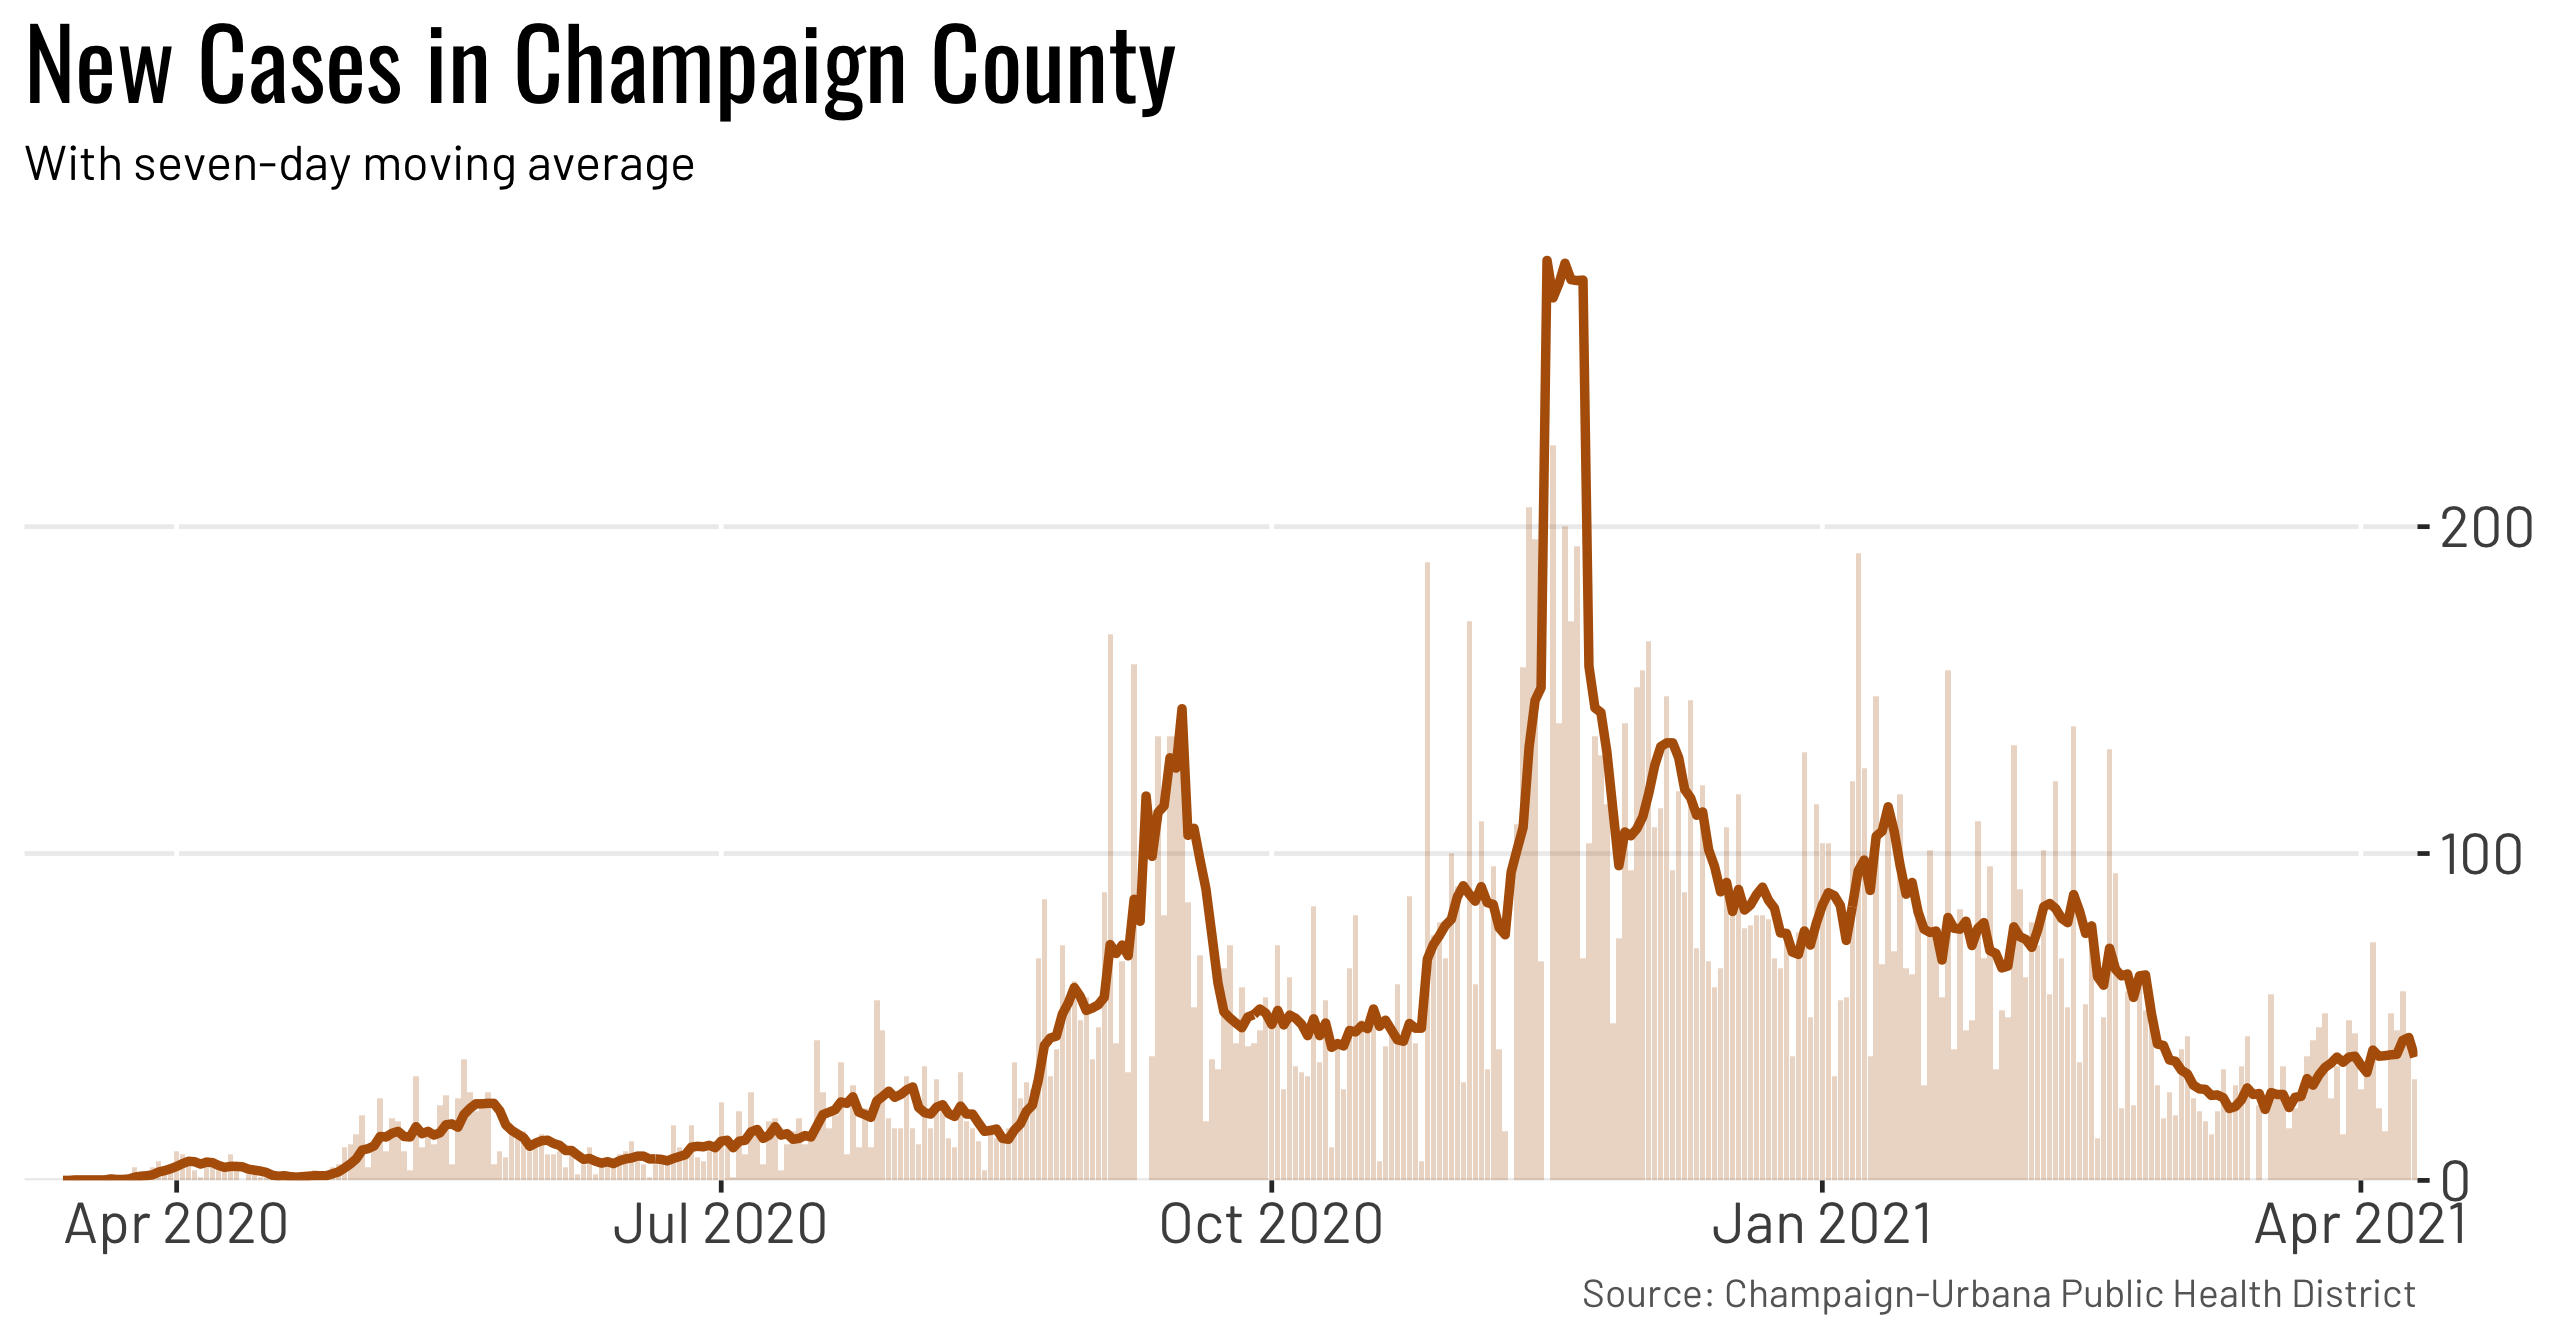 New Cases in Champaign County
With seven-day moving average
200
100
0
Apr 2020 Jul 2020 Oct 2020 Jan 2021 Apr 2021
Source: Champaign-Urbana Public Health District